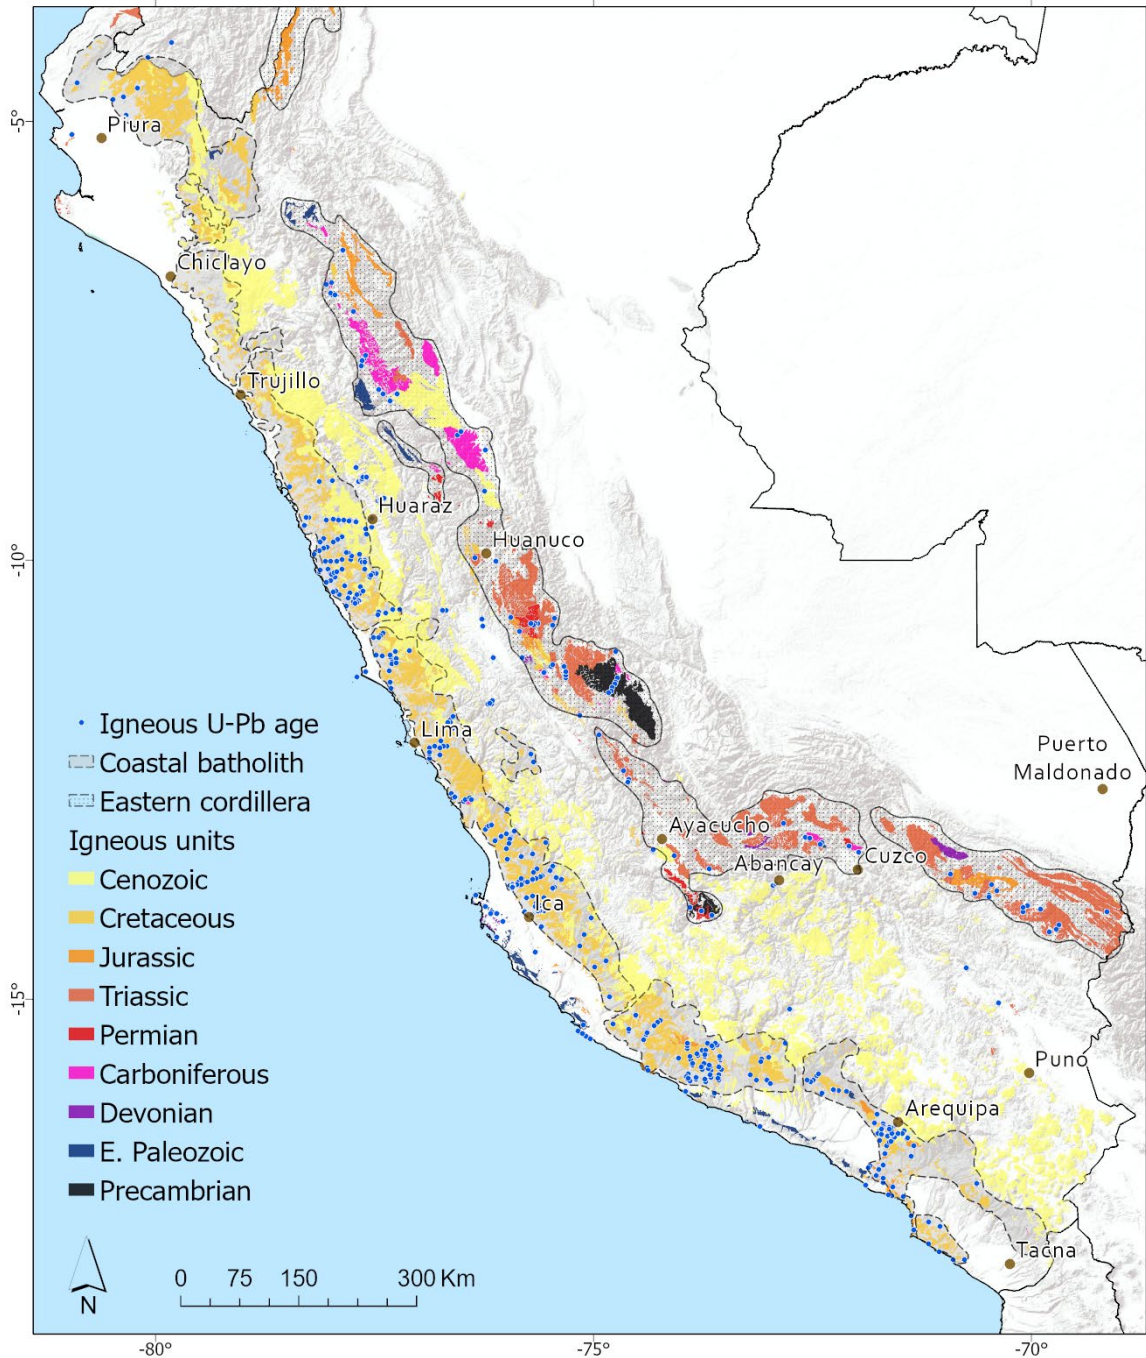 -5°
-10°
-15°
-80°
-75°
-70°
Piura
Chiclayo
Trujillo
Huaraz
Huanuco
Lima
Puerto
Maldonado
Ayacucho
Abancay
Cuzco
Ica
Puno
Arequipa
Tacna
Igneous U-Pb age
Coastal batholith
Eastern cordillera
Igneous units
Cenozoic
Cretaceous
Jurassic
Triassic
Permian
Carboniferous
Devonian
E. Paleozoic
Precambrian
N
0 75 150 300 Km